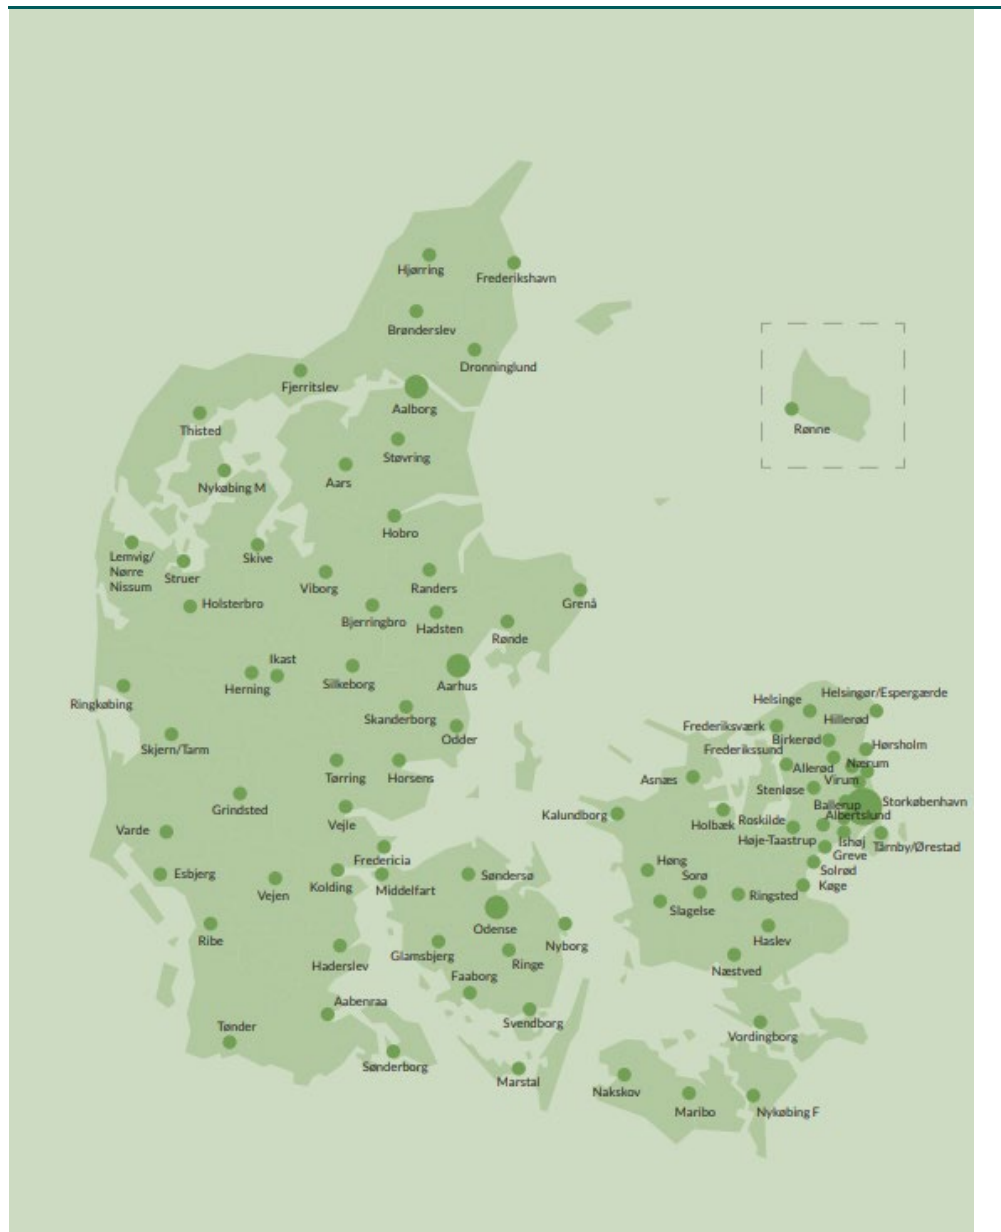 Hjørring
Frederikshavn
Brønderslev
Dronninglund
Fjerritslev
Aalborg
Rønne
Thisted
Støvring
Aars
Nykøbing M
Hobro
Lemvig/
Nørre
Nissum
Struer
Skive
Viborg
Randers
Grenå
Holsterbro
Bjerringbro
Hadsten
Rønde
Ikast
Herning
Silkeborg
Aarhus
Ringkøbing
Skanderborg
Odder
Skjern/Tarm
Helsinge
Helsingør/Espergærde
Frederiksværk
Hillerød
Birkerød
Hørsholm
Frederikssund
Allerød
Nærum
Virum
Tørring
Horsens
Asnæs
Stenløse
Grindsted
Vejle
Kalundborg
Holbæk
Ballerup
Storkøbenhavn
Albertslund
Roskilde
Varde
Høje-Taastrup
Ishøj
Tårnby/Ørestad
Greve
Fredericia
Høng
Solrød
Esbjerg
Vejen
Kolding
Middelfart
Søndersø
Sorø
Køge
Slagelse
Ringsted
Ribe
Odense
Nyborg
Haslev
Haderslev
Glamsbjerg
Ringe
Næstved
Faaborg
Aabenraa
Svendborg
Tønder
Vordingborg
Sønderborg
Marstal
Nakskov
Maribo
Nykøbing F